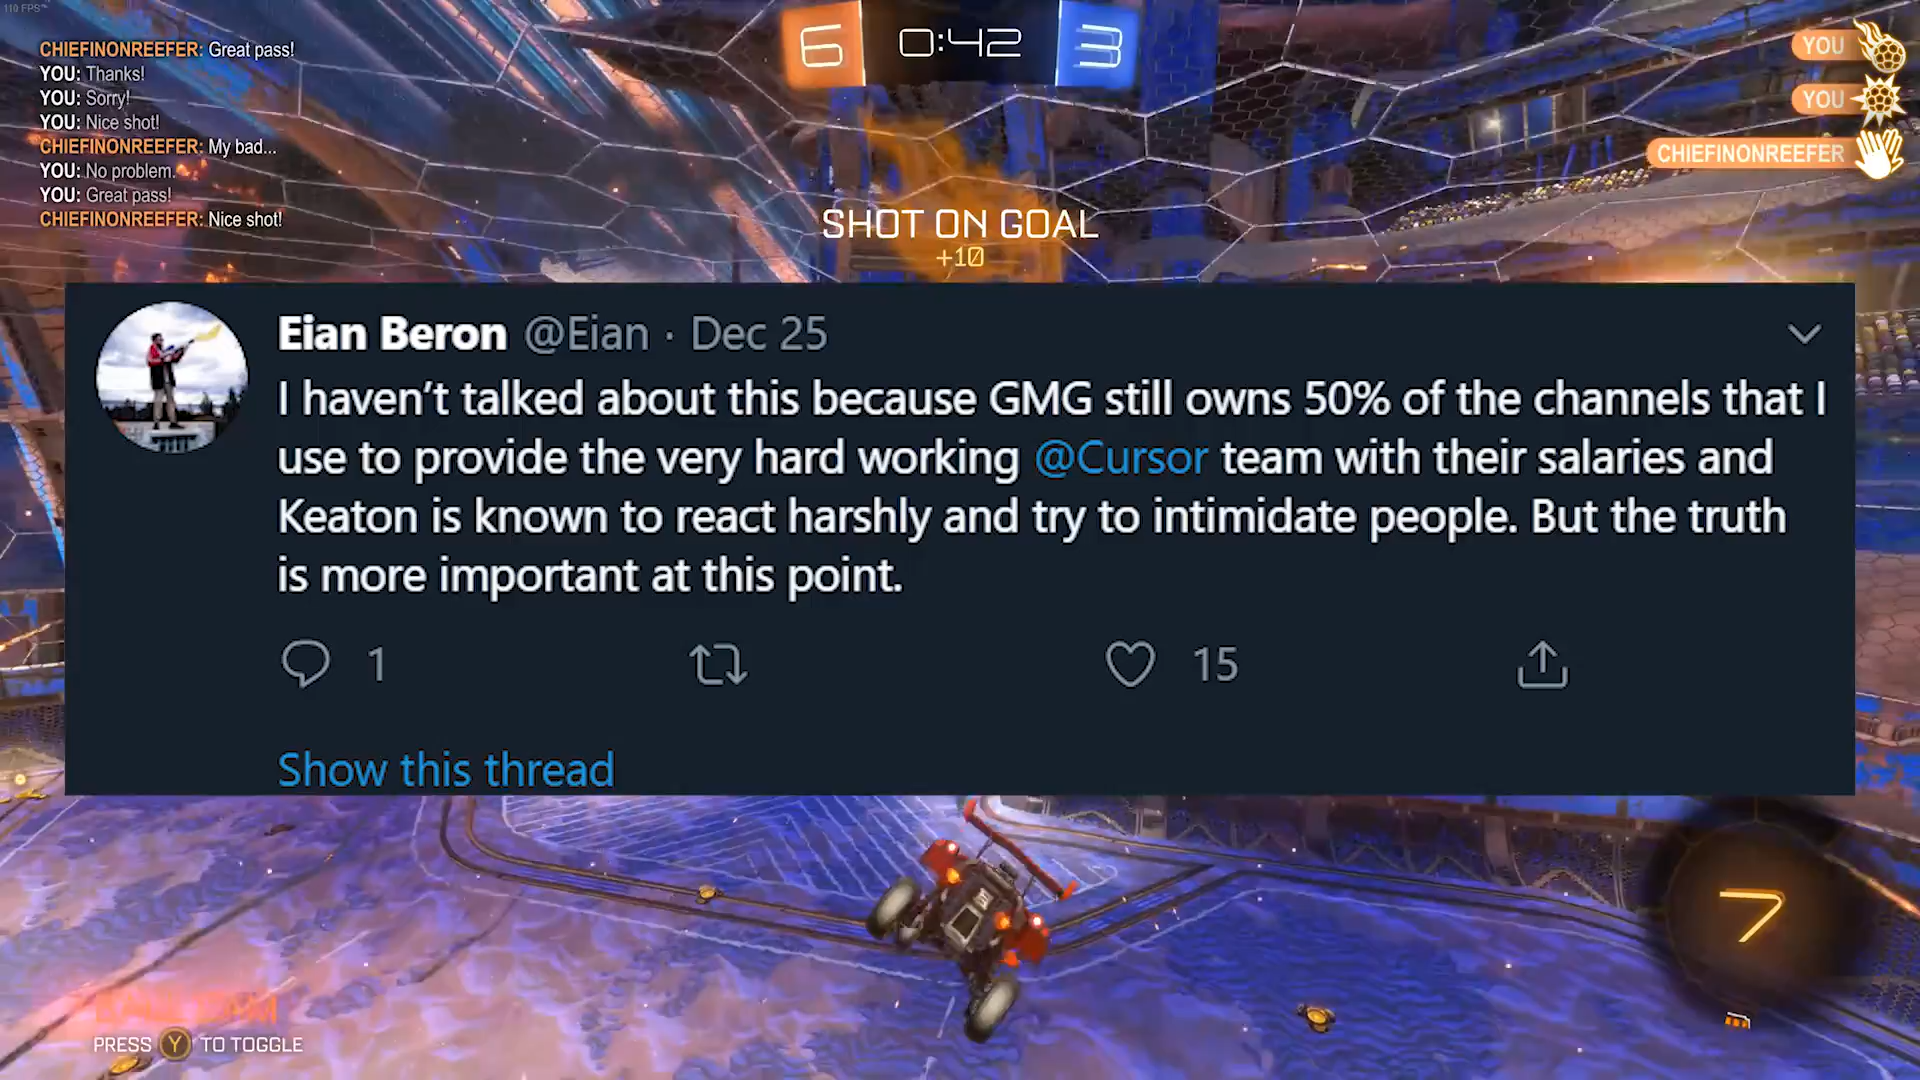 110 FPS
CHIEFINONREEFER: Great pass!
YOU: Thanks!
YOU: Sorry!
YOU: Nice shot!
CHIEFINONREEFER: My bad...
YOU: No problem.
YOU: Great pass!
CHIEFINONREEFER: Nice shot!
6 0:42 3
YOU
YOU
CHIEFINONREEFER
SHOT ON GOAL
+10
Eian Beron @Eian · Dec 25
I haven’t talked about this because GMG still owns 50% of the channels that I
use to provide the very hard working @Cursor team with their salaries and
Keaton is known to react harshly and try to intimidate people. But the truth
is more important at this point.
1 15
Show this thread
7
PRESS Y TO TOGGLE